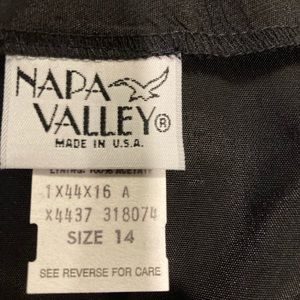 NAPA
VALLEY®
MADE IN U.S.A.
LINING: 100% ACETATE
1X44X16 A
X4437 318074
SIZE 14
SEE REVERSE FOR CARE